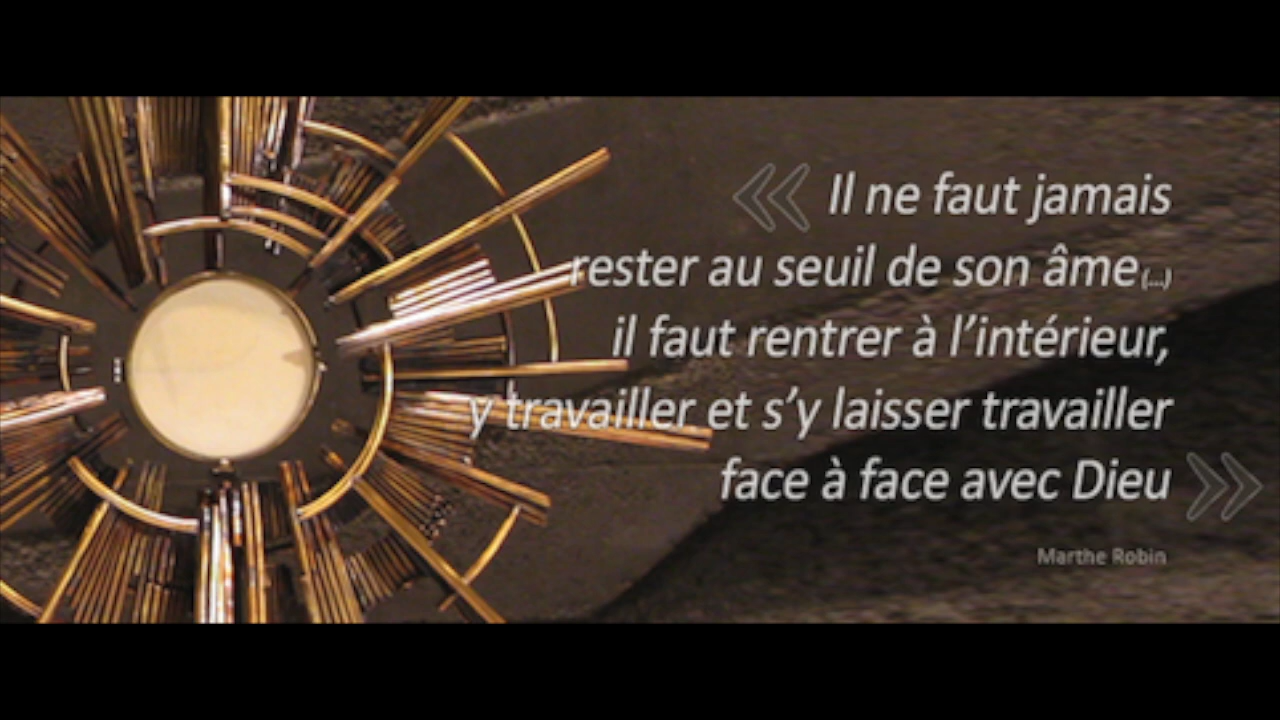 « Il ne faut jamais
rester au seuil de son âme (...)
il faut rentrer à l’intérieur,
y travailler et s’y laisser travailler
face à face avec Dieu »
Marthe Robin